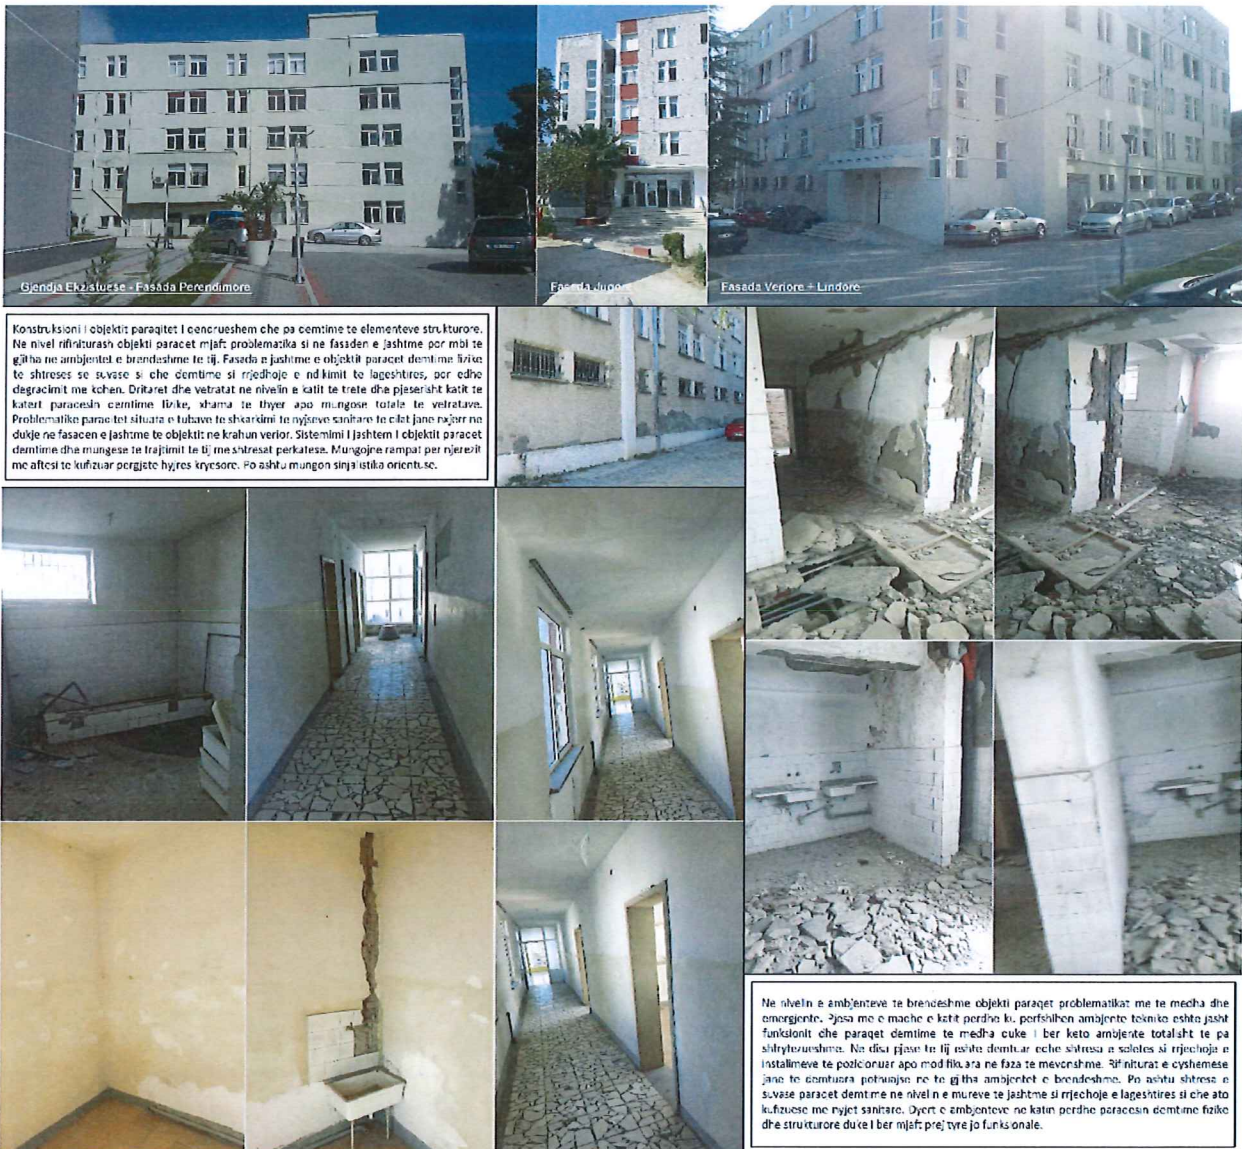 Gjendja Ekzistuese - Fasada Perendimore
Fasada Jugore
Fasada Veriore + Lindore
Konstruksioni i objektit paraqitet i qendrueshem dhe pa demtime te elementeve strukturore.
Ne nivel rifiniturash objekti paraqet mjaft problematika si ne fasaden e jashtme por mbi te
gjitha ne ambjentet e brendeshme te tij. Fasada e jashtme e objektit paraqet demtime fizike
te shtreses se suvase si dhe demtime si rrjedhoje e ndikimit te lageshtires, por edhe
degradimit me kohen. Dritaret dhe vetratat ne nivelin e katit te trete dhe pjeserisht katit te
katert paraqesin demtime fizike, xhama te thyer apo mungese totale te vetratave.
Problematike paraqitet situata e tubave te shkarkimi te nyjeve sanitare te cilat jane nxjerr ne
dukje ne fasaden e jashtme te objektit ne krahun verior. Sistemimi i jashtem i objektit paraqet
demtime dhe mungese te trajtimit te tij me shtresat perkatese. Mungojne rampat per njerezit
me aftesi te kufizuar pergjate hyrjes kryesore. Po ashtu mungon sinjalistika orientuse.
Ne nivelin e ambjenteve te brendeshme objekti paraqet problematikat me te medha dhe
emergjente. Pjesa me e madhe e katit perdhe ku perfshihen ambjente teknike eshte jasht
funksionit dhe paraqet demtime te medha duke i ber keto ambjente totalisht te pa
shfrytezueshme. Ne disa pjese te tij eshte demtuar edhe shtresa e soletes si rrjedhoje e
instalimeve te pozicionuar apo modifikuara ne faza te mevonshme. Rifiniturat e dyshemese
jane te demtuara pothuajse ne te gjitha ambjentet e brendeshme. Po ashtu shtresa e
suvase paraqet demtime ne nivelin e mureve te jashtme si rrjedhoje e lageshtires si dhe ato
kufizuese me nyjet sanitare. Dyert e ambjenteve ne katin perdhe paraqesin demtime fizike
dhe strukturore duke i ber mjaft prej tyre jo funksionale.